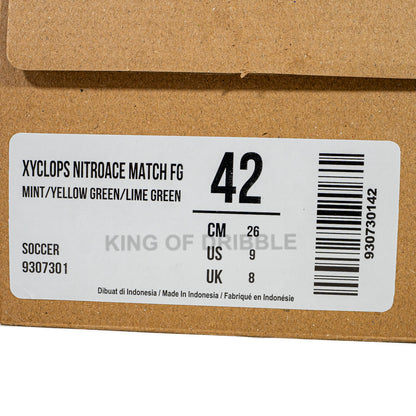 XYCLOPS NITROACE MATCH FG
MINT/YELLOW GREEN/LIME GREEN
42
CM 26
US 9
UK 8
KING OF DRIBBLE
SOCCER
9307301
930730142
Dibuat di Indonesia / Made In Indonesia / Fabriqué en Indonésie